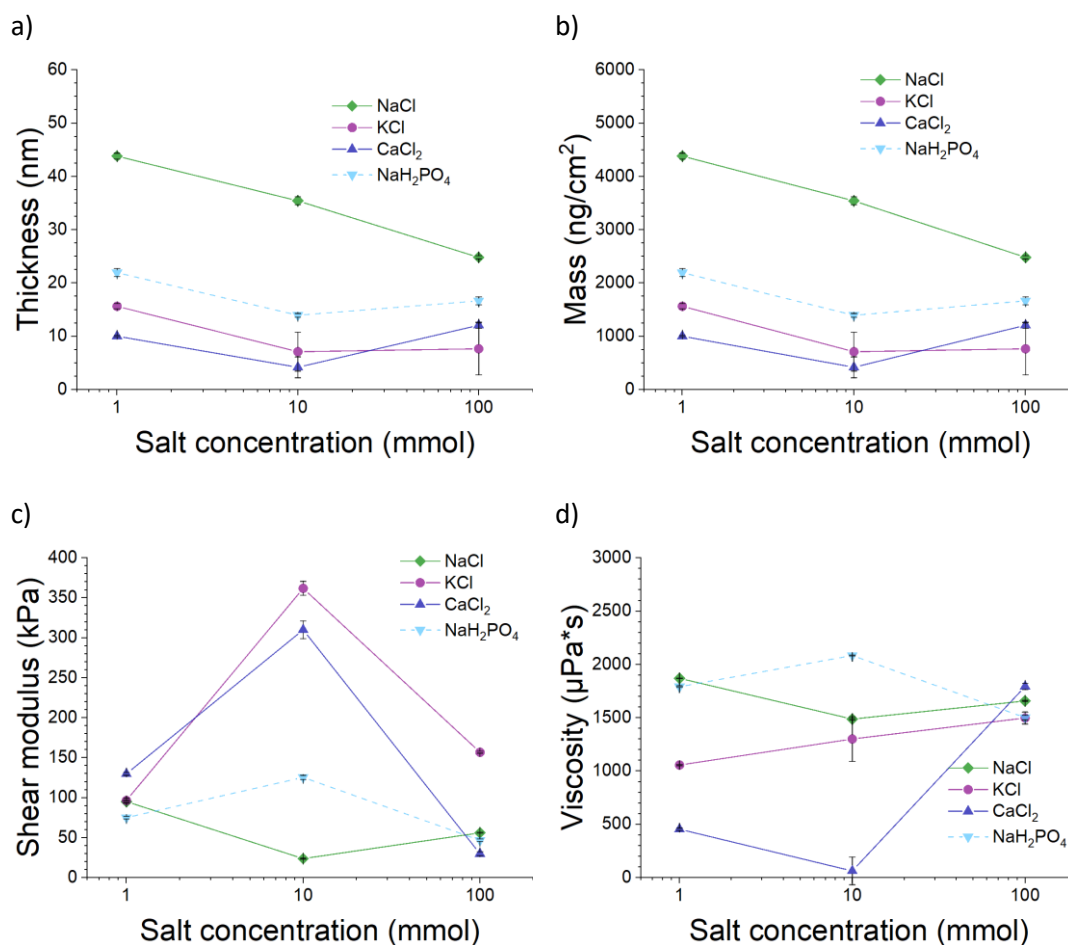 a)
60
50
40
30
20
10
0
Thickness (nm)
NaCl
KCl
CaCl₂
NaH₂PO₄
1
10
100
Salt concentration (mmol)
b)
6000
5000
4000
3000
2000
1000
0
Mass (ng/cm²)
NaCl
KCl
CaCl₂
NaH₂PO₄
1
10
100
Salt concentration (mmol)
c)
400
350
300
250
200
150
100
50
0
Shear modulus (kPa)
NaCl
KCl
CaCl₂
NaH₂PO₄
1
10
100
Salt concentration (mmol)
d)
3000
2500
2000
1500
1000
500
0
Viscosity (µPa*s)
NaCl
KCl
CaCl₂
NaH₂PO₄
1
10
100
Salt concentration (mmol)